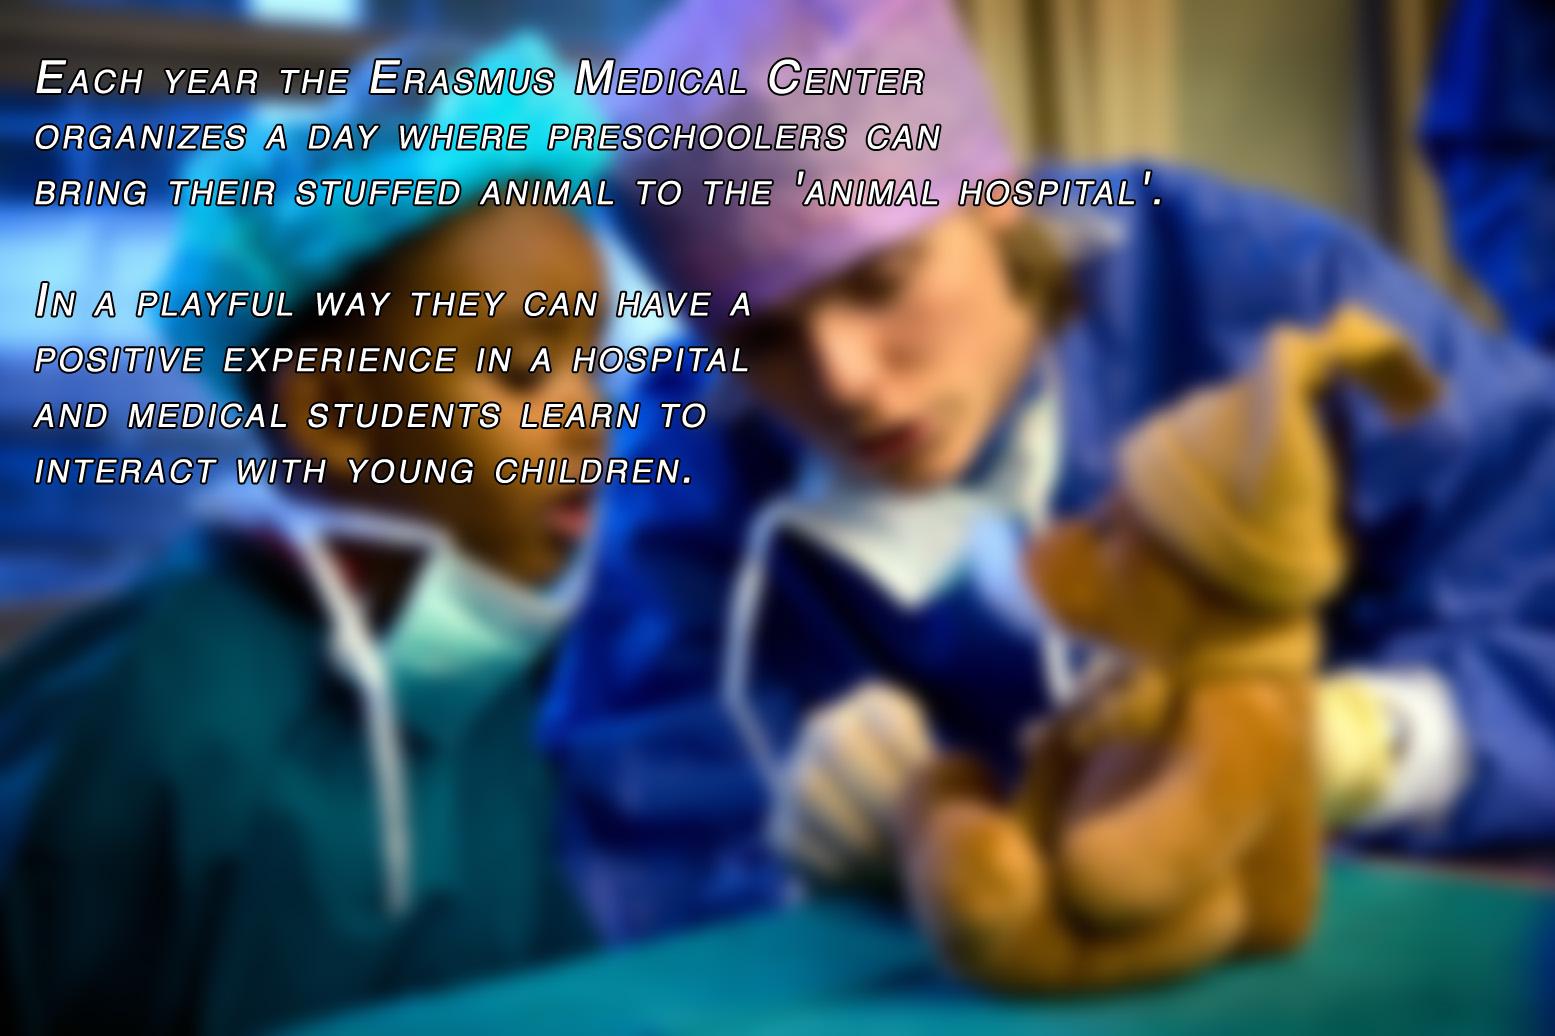 Each year the Erasmus Medical Center
organizes a day where preschoolers can
bring their stuffed animal to the 'animal hospital'.
In a playful way they can have a
positive experience in a hospital
and medical students learn to
interact with young children.